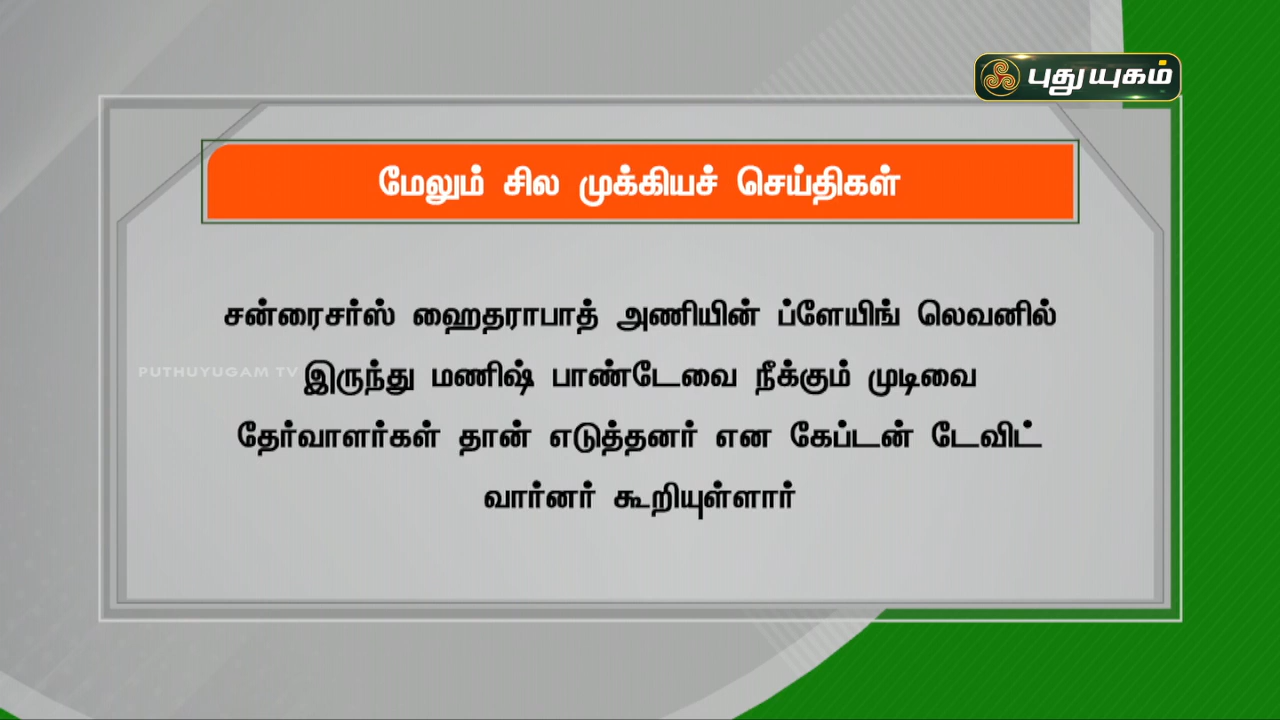 புதுயுகம்
மேலும் சில முக்கியச் செய்திகள்
சன்ரைசர்ஸ் ஹைதராபாத் அணியின் ப்ளேயிங் லெவனில்
PUTHUYUGAM TV
இருந்து மணிஷ் பாண்டேவை நீக்கும் முடிவை
தேர்வாளர்கள் தான் எடுத்தனர் என கேப்டன் டேவிட்
வார்னர் கூறியுள்ளார்